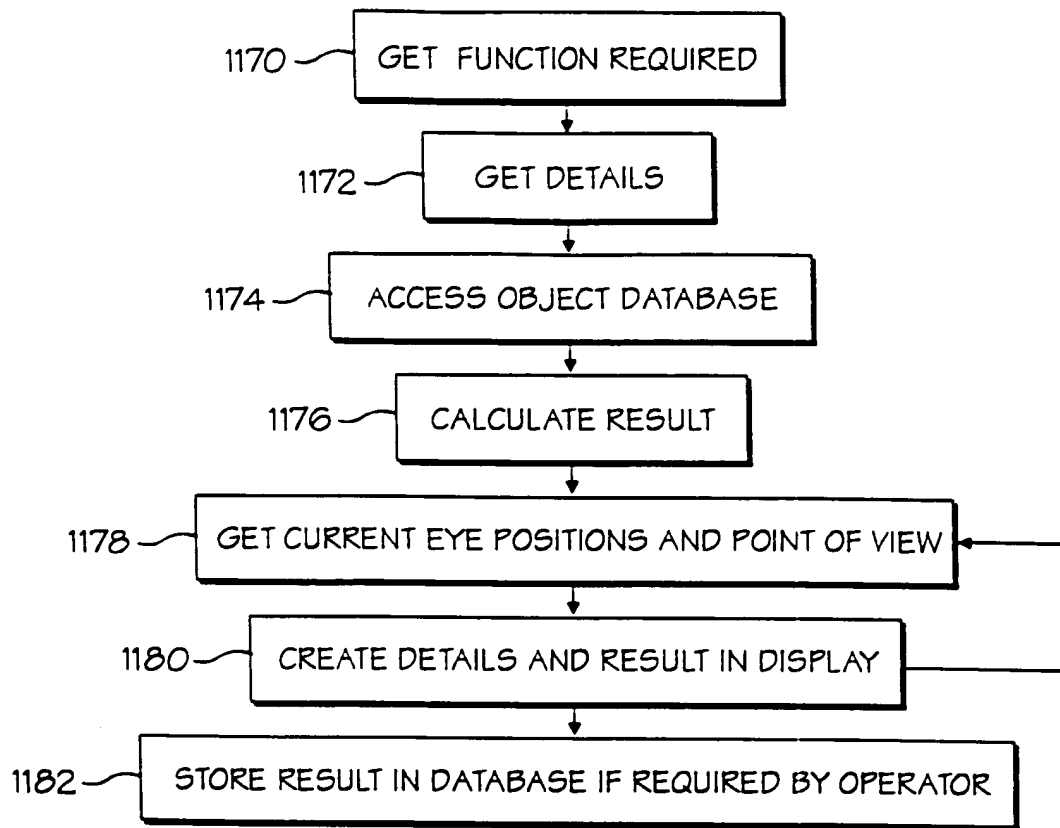 1170 GET FUNCTION REQUIRED
1172 GET DETAILS
1174 ACCESS OBJECT DATABASE
1176 CALCULATE RESULT
1178 GET CURRENT EYE POSITIONS AND POINT OF VIEW
1180 CREATE DETAILS AND RESULT IN DISPLAY
1182 STORE RESULT IN DATABASE IF REQUIRED BY OPERATOR